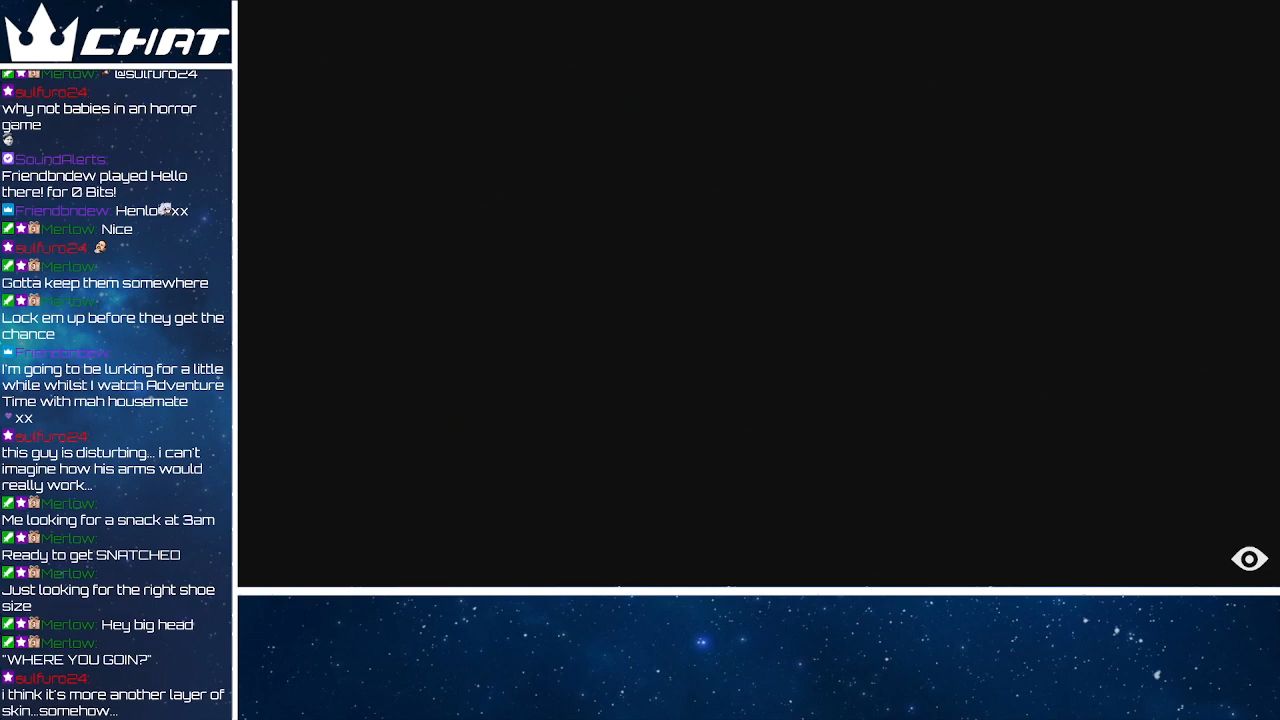 CHAT
Merlow: @sulfuro24
sulfuro24:
why not babies in an horror
game
SoundAlerts:
Friendbndew played Hello
there! for 0 Bits!
Friendbndew: Henlo xx
Merlow: Nice
sulfuro24:
Merlow:
Gotta keep them somewhere
Merlow:
Lock em up before they get the
chance
Friendbndew:
I'm going to be lurking for a little
while whilst I watch Adventure
Time with mah housemate
xx
sulfuro24:
this guy is disturbing... i can't
imagine how his arms would
really work...
Merlow:
Me looking for a snack at 3am
Merlow:
Ready to get SNATCHED
Merlow:
Just looking for the right shoe
size
Merlow: Hey big head
Merlow:
"WHERE YOU GOIN?"
sulfuro24:
i think it's more another layer of
skin...somehow...